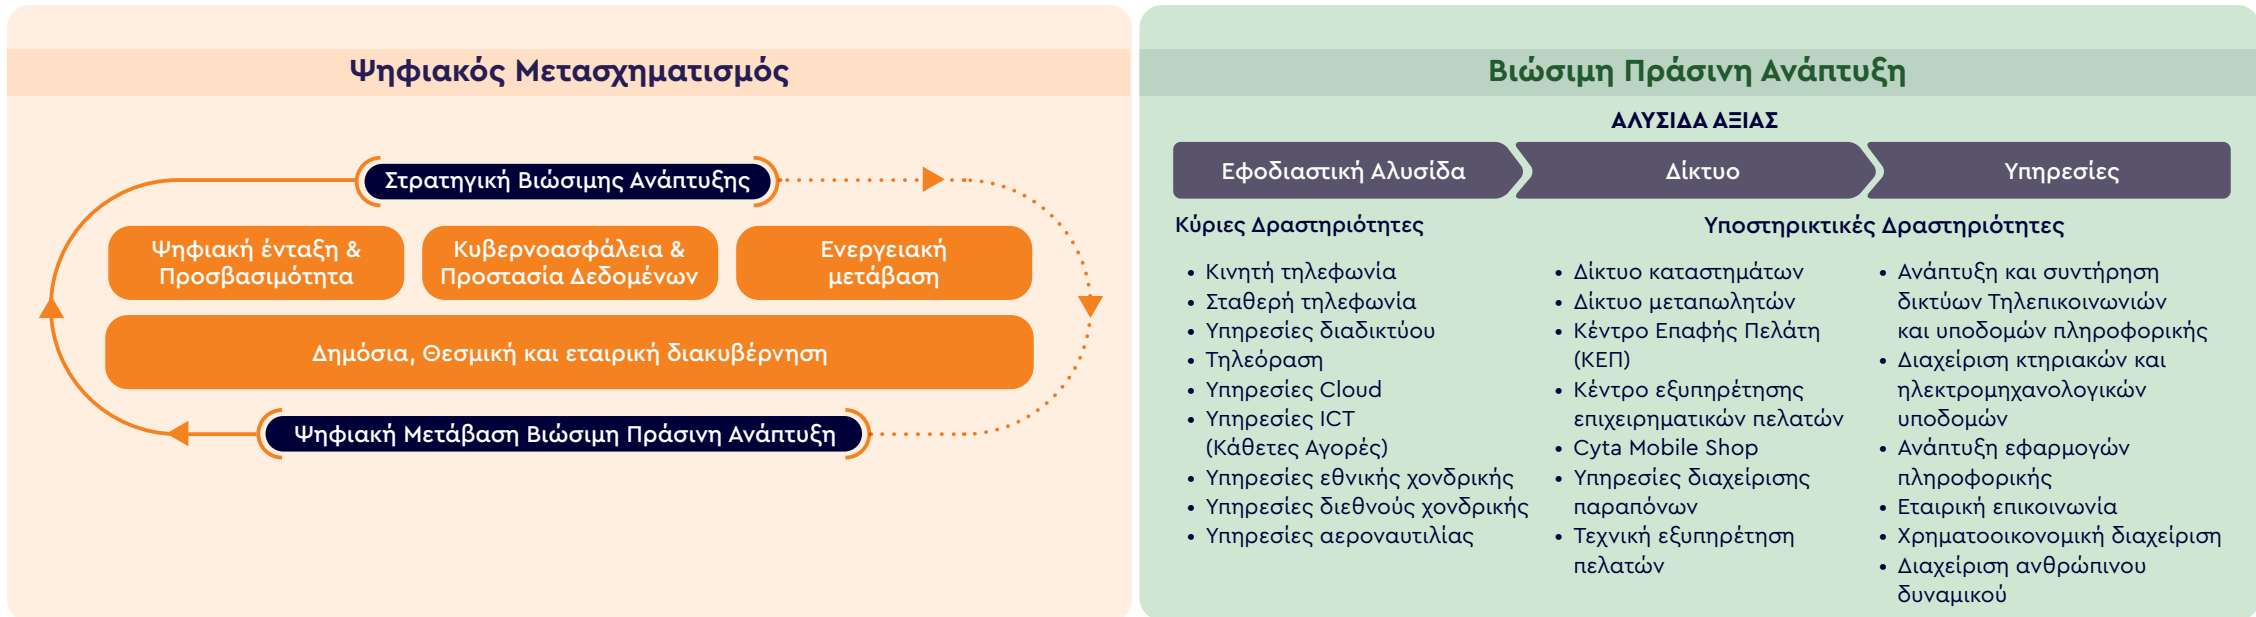 Ψηφιακός Μετασχηματισμός
Στρατηγική Βιώσιμης Ανάπτυξης
Ψηφιακή ένταξη &
Προσβασιμότητα
Κυβερνοασφάλεια &
Προστασία Δεδομένων
Ενεργειακή
μετάβαση
Δημόσια, Θεσμική και εταιρική διακυβέρνηση
Ψηφιακή Μετάβαση Βιώσιμη Πράσινη Ανάπτυξη
Βιώσιμη Πράσινη Ανάπτυξη
ΑΛΥΣΙΔΑ ΑΞΙΑΣ
Εφοδιαστική Αλυσίδα
Δίκτυο
Υπηρεσίες
Κύριες Δραστηριότητες
• Κινητή τηλεφωνία
• Σταθερή τηλεφωνία
• Υπηρεσίες διαδικτύου
• Τηλεόραση
• Υπηρεσίες Cloud
• Υπηρεσίες ICT
(Κάθετες Αγορές)
• Υπηρεσίες εθνικής χονδρικής
• Υπηρεσίες διεθνούς χονδρικής
• Υπηρεσίες αεροναυτιλίας
Υποστηρικτικές Δραστηριότητες
• Δίκτυο καταστημάτων
• Δίκτυο μεταπωλητών
• Κέντρο Επαφής Πελάτη
(ΚΕΠ)
• Κέντρο εξυπηρέτησης
επιχειρηματικών πελατών
• Cyta Mobile Shop
• Υπηρεσίες διαχείρισης
παραπόνων
• Τεχνική εξυπηρέτηση
πελατών
• Ανάπτυξη και συντήρηση
δικτύων Τηλεπικοινωνιών
και υποδομών πληροφορικής
• Διαχείριση κτηριακών και
ηλεκτρομηχανολογικών
υποδομών
• Ανάπτυξη εφαρμογών
πληροφορικής
• Εταιρική επικοινωνία
• Χρηματοοικονομική διαχείριση
• Διαχείριση ανθρώπινου
δυναμικού